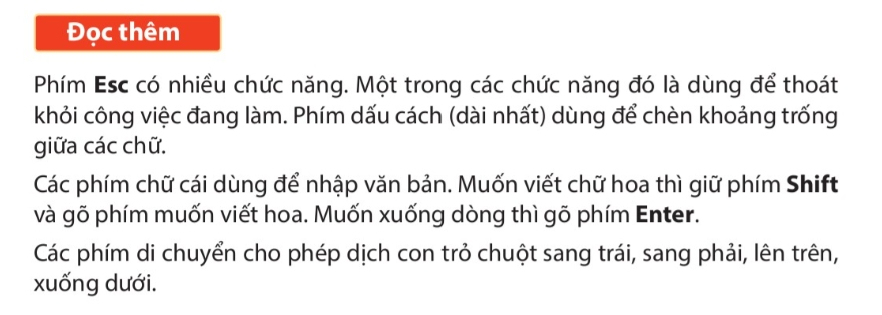 Đọc thêm
Phím Esc có nhiều chức năng. Một trong các chức năng đó là dùng để thoát
khỏi công việc đang làm. Phím dấu cách (dài nhất) dùng để chèn khoảng trống
giữa các chữ.
Các phím chữ cái dùng để nhập văn bản. Muốn viết chữ hoa thì giữ phím Shift
và gõ phím muốn viết hoa. Muốn xuống dòng thì gõ phím Enter.
Các phím di chuyển cho phép dịch con trỏ chuột sang trái, sang phải, lên trên,
xuống dưới.